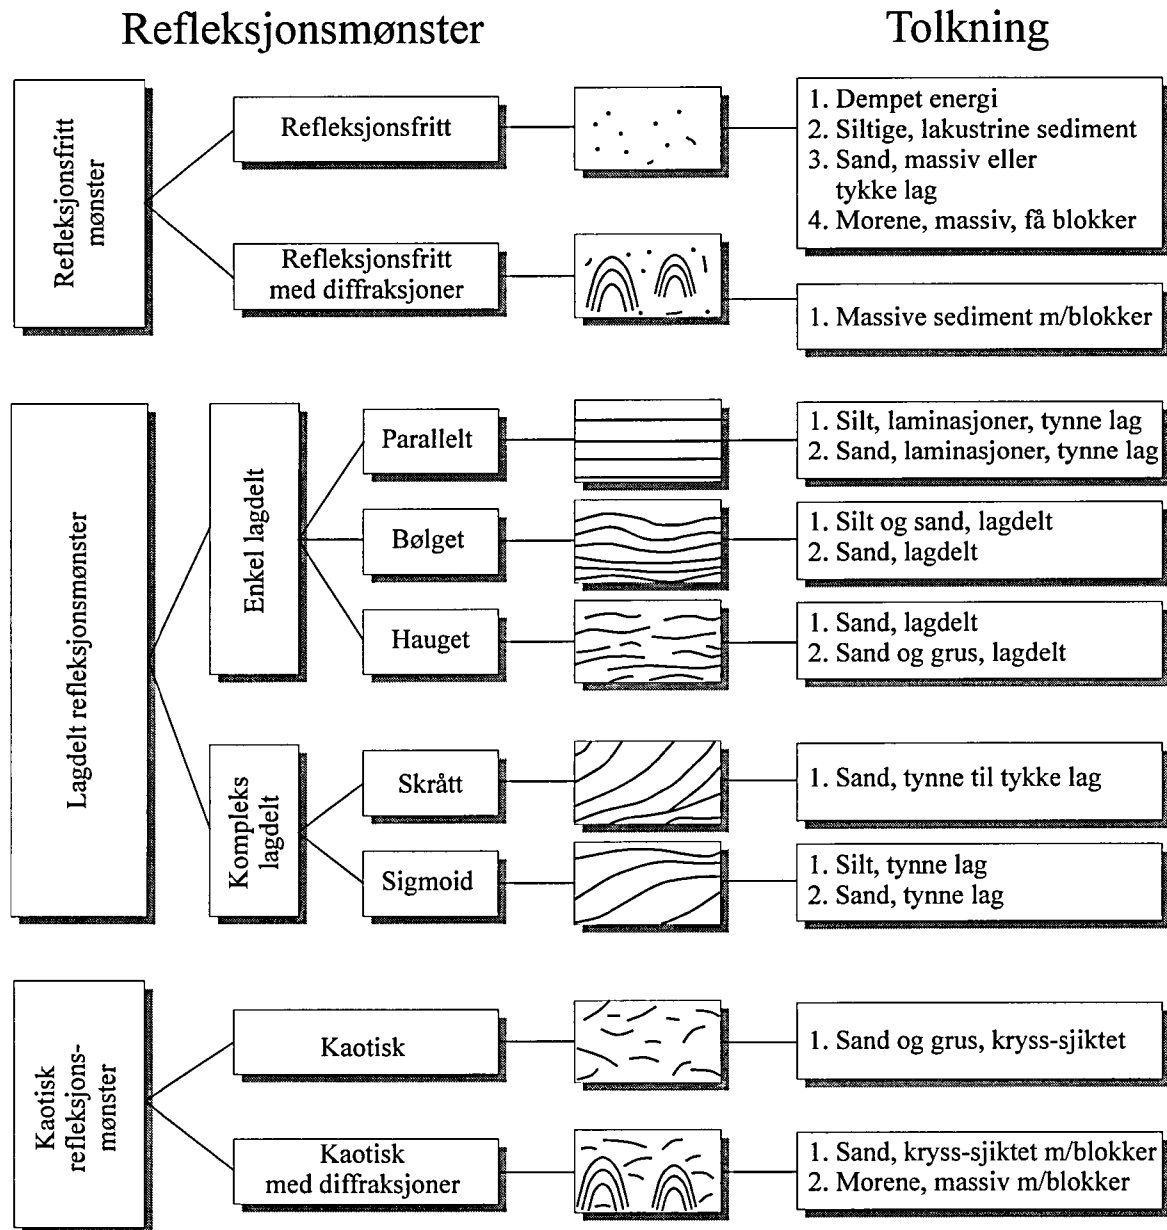 Refleksjonsmønster
Tolkning
Refleksjonsfritt
mønster
Refleksjonsfritt
1. Dempet energi
2. Siltige, lakustrine sediment
3. Sand, massiv eller
tykke lag
4. Morene, massiv, få blokker
Refleksjonsfritt
med diffraksjoner
1. Massive sediment m/blokker
Lagdelt refleksjonsmønster
Enkel lagdelt
Parallelt
1. Silt, laminasjoner, tynne lag
2. Sand, laminasjoner, tynne lag
Bølget
1. Silt og sand, lagdelt
2. Sand, lagdelt
Hauget
1. Sand, lagdelt
2. Sand og grus, lagdelt
Kompleks
lagdelt
Skrått
1. Sand, tynne til tykke lag
Sigmoid
1. Silt, tynne lag
2. Sand, tynne lag
Kaotisk
refleksjons-
mønster
Kaotisk
1. Sand og grus, kryss-sjiktet
Kaotisk
med diffraksjoner
1. Sand, kryss-sjiktet m/blokker
2. Morene, massiv m/blokker